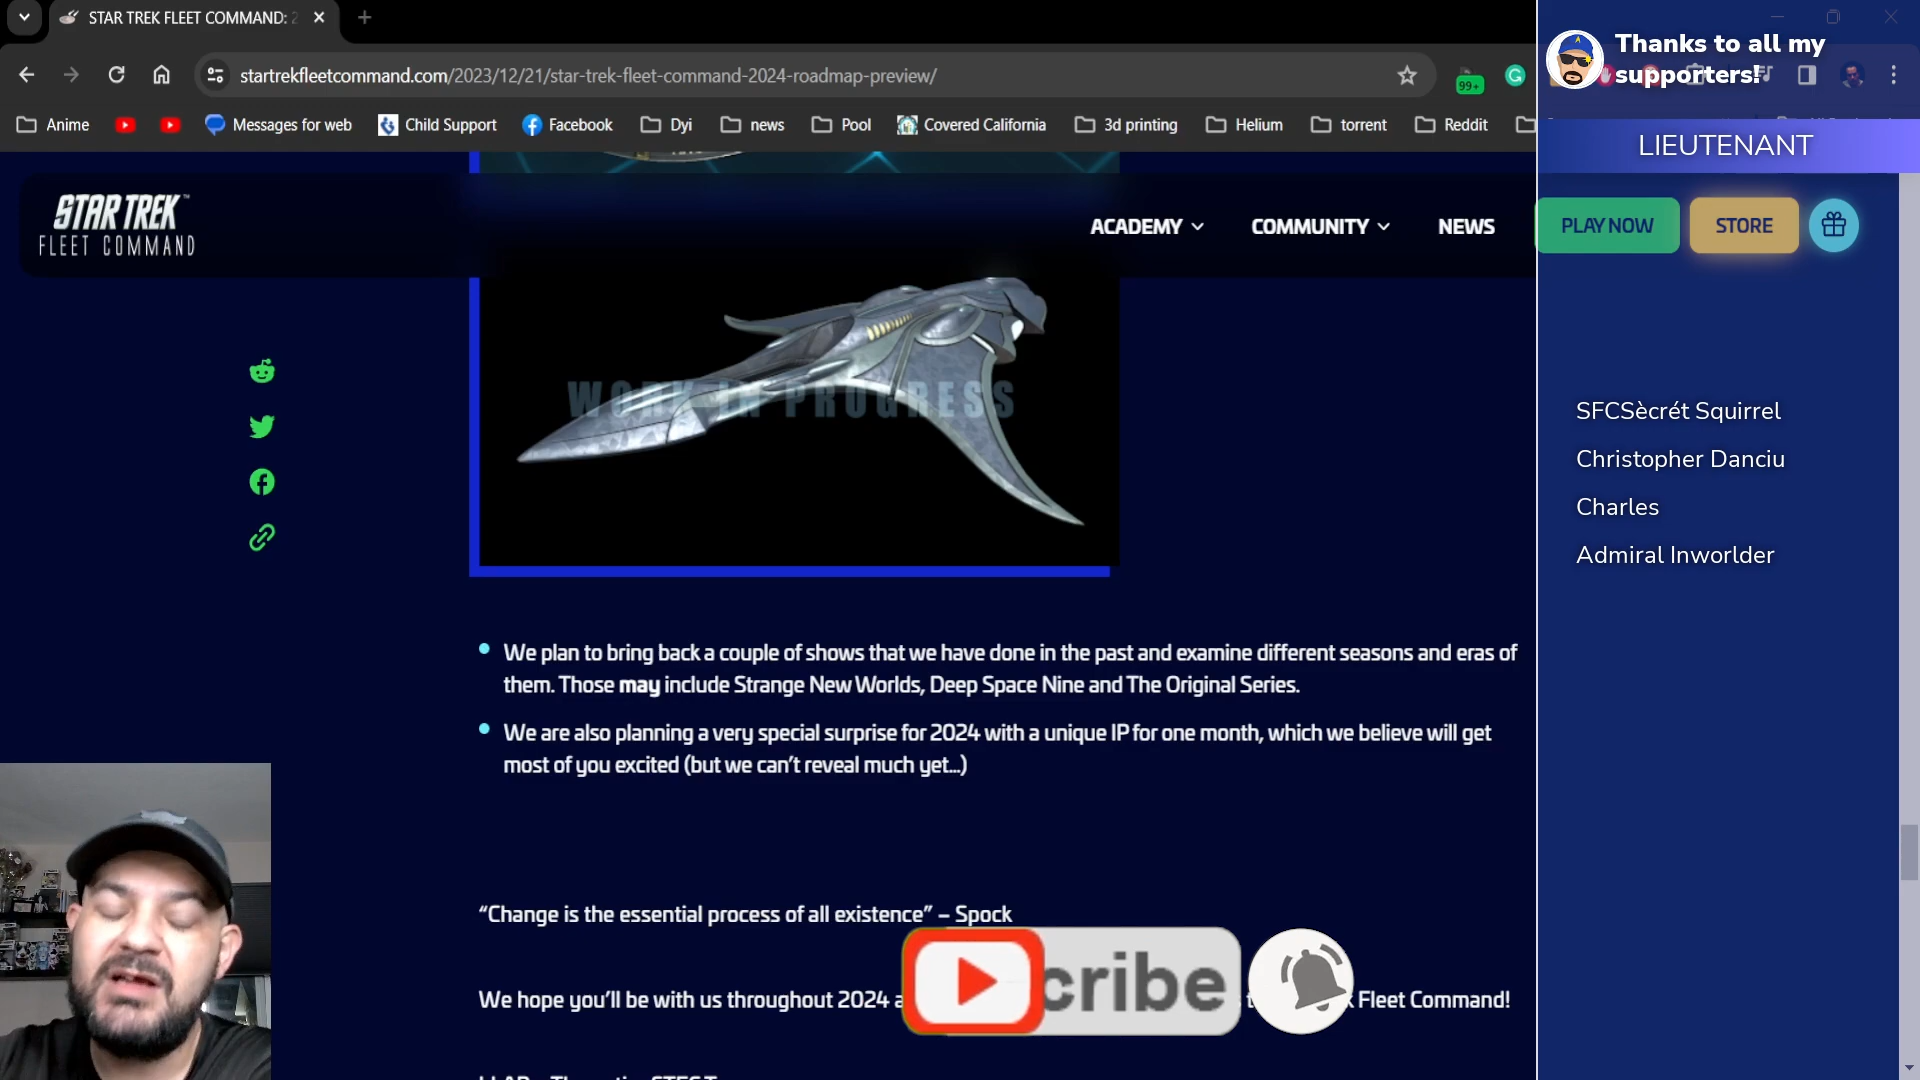 STAR TREK FLEET COMMAND: 2
startrekfleetcommand.com/2023/12/21/star-trek-fleet-command-2024-roadmap-preview/
99+
Thanks to all my
supporters!
Anime
Messages for web
Child Support
Facebook
Dyi
news
Pool
Covered California
3d printing
Helium
torrent
Reddit
LIEUTENANT
STAR TREK™
FLEET COMMAND
ACADEMY
COMMUNITY
NEWS
PLAY NOW
STORE
WORK IN PROGRESS
SFCSècrét Squirrel
Christopher Danciu
Charles
Admiral Inworlder
We plan to bring back a couple of shows that we have done in the past and examine different seasons and eras of
them. Those may include Strange New Worlds, Deep Space Nine and The Original Series.
We are also planning a very special surprise for 2024 with a unique IP for one month, which we believe will get
most of you excited (but we can't reveal much yet...)
“Change is the essential process of all existence” – Spock
cribe
We hope you'll be with us throughout 2024 a Fleet Command!